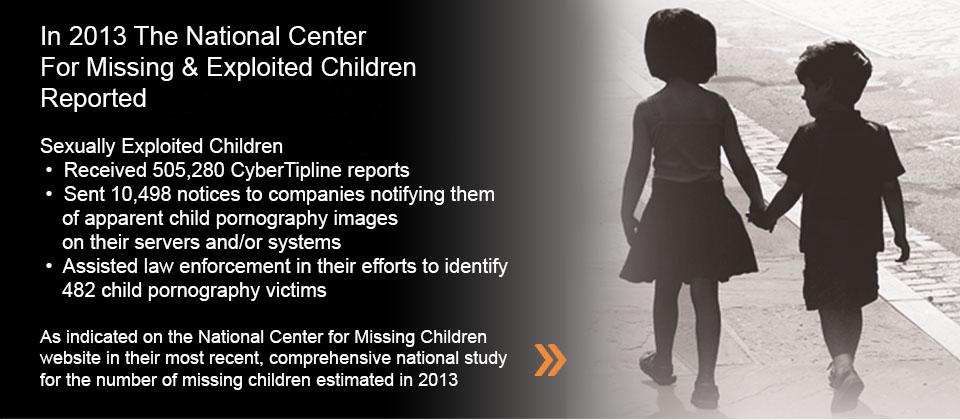 In 2013 The National Center
For Missing & Exploited Children
Reported
Sexually Exploited Children
• Received 505,280 CyberTipline reports
• Sent 10,498 notices to companies notifying them
of apparent child pornography images
on their servers and/or systems
• Assisted law enforcement in their efforts to identify
482 child pornography victims
As indicated on the National Center for Missing Children
website in their most recent, comprehensive national study
for the number of missing children estimated in 2013